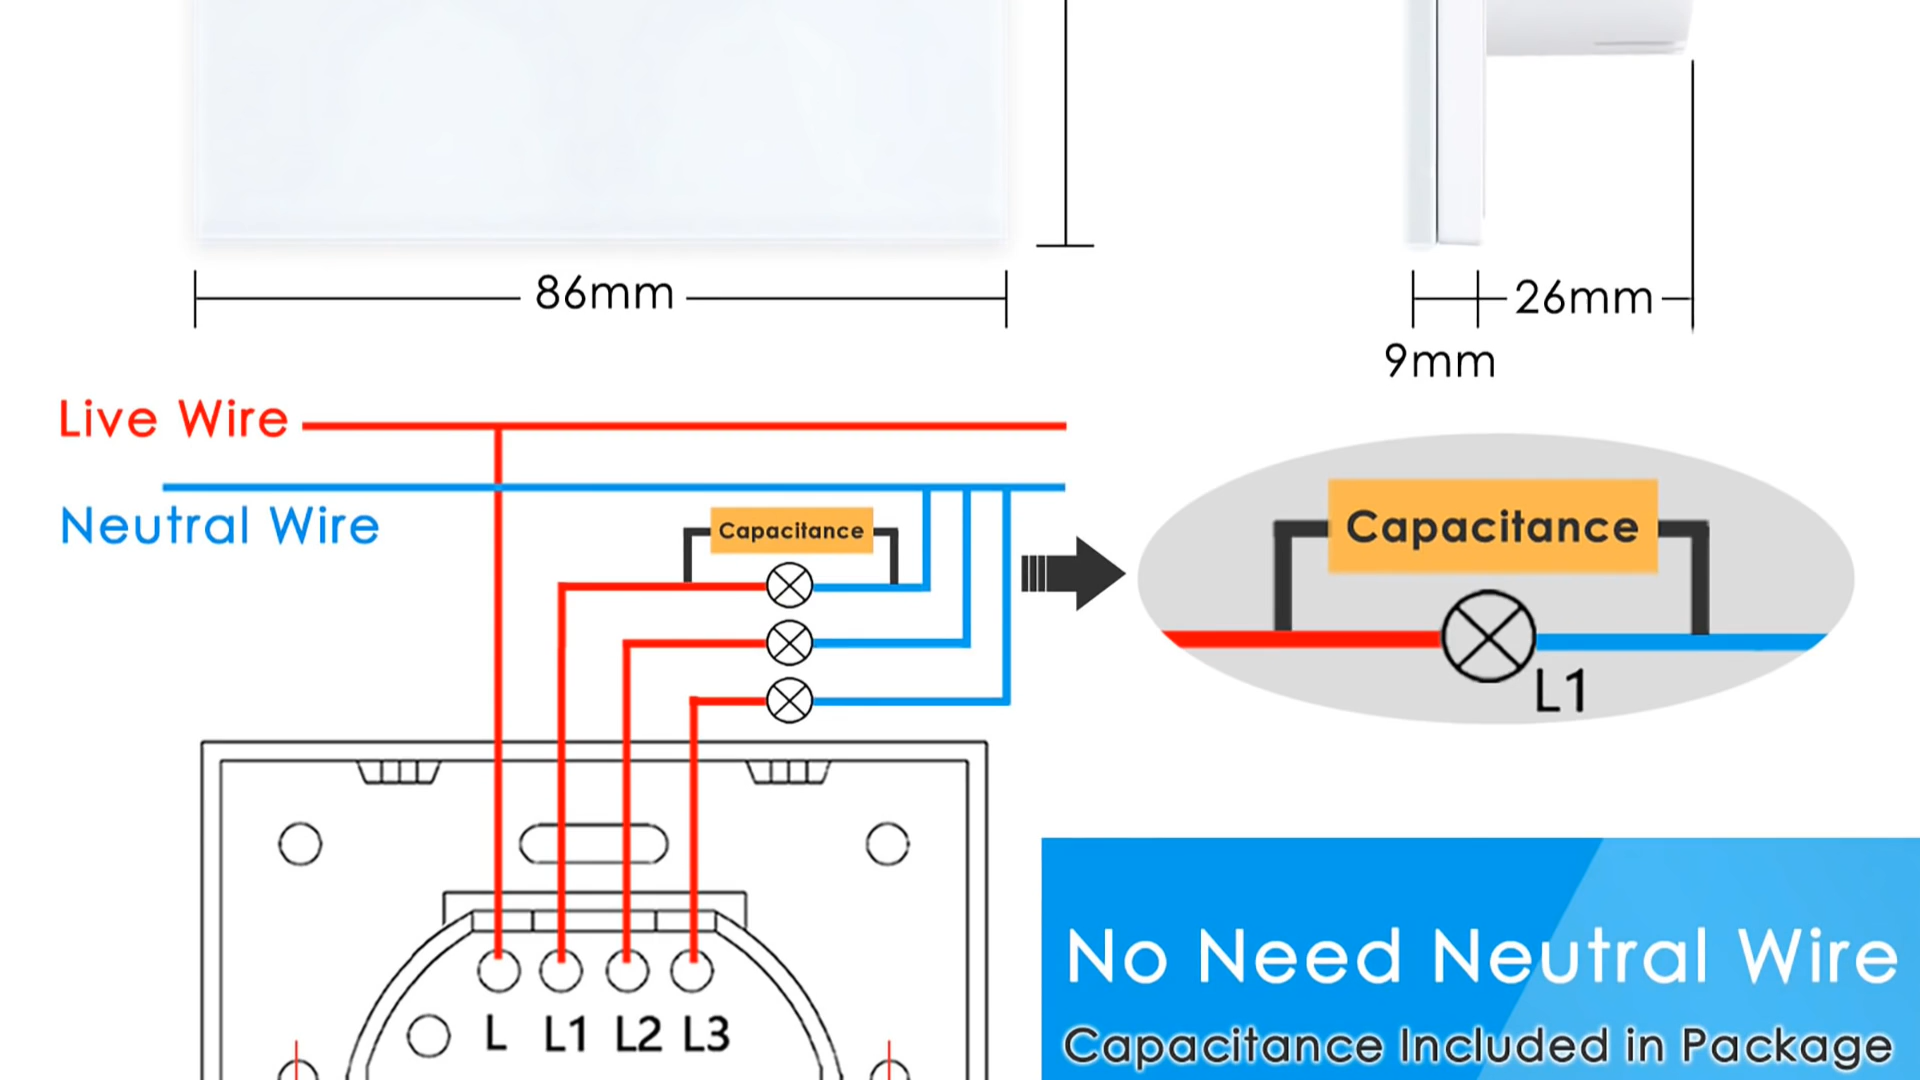 86mm
26mm
9mm
Live Wire
Neutral Wire
Capacitance
Capacitance
L1
L L1 L2 L3
No Need Neutral Wire
Capacitance Included in Package